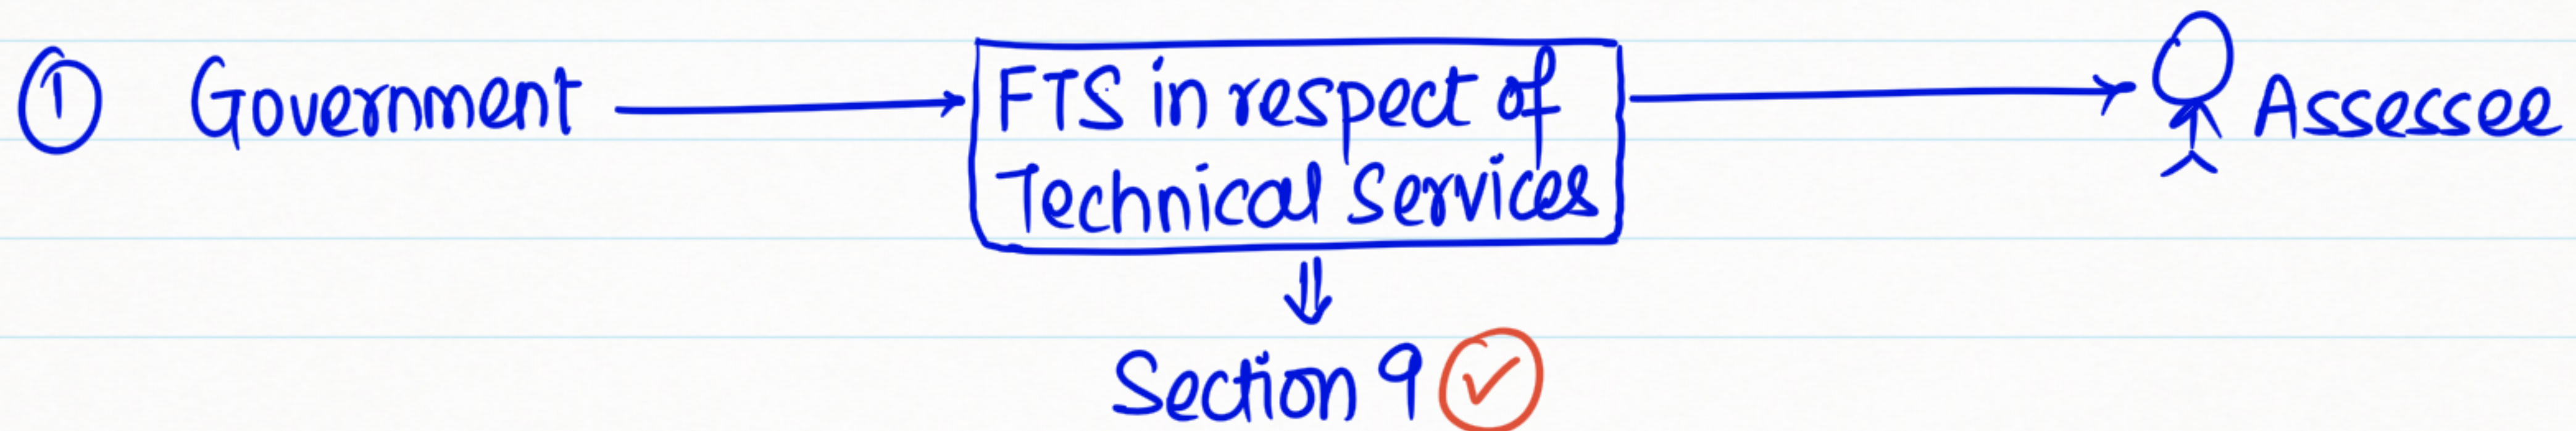 ① Government FTS in respect of Assessee
Technical Services
Section 9